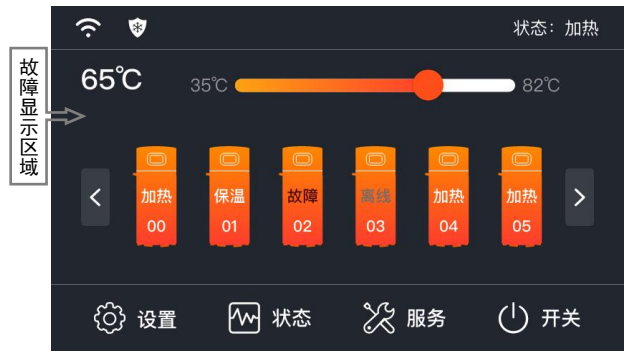 状态：加热
故障显示区域
65℃
35℃
82℃
加热
00
保温
01
故障
02
离线
03
加热
04
加热
05
设置
状态
服务
开关